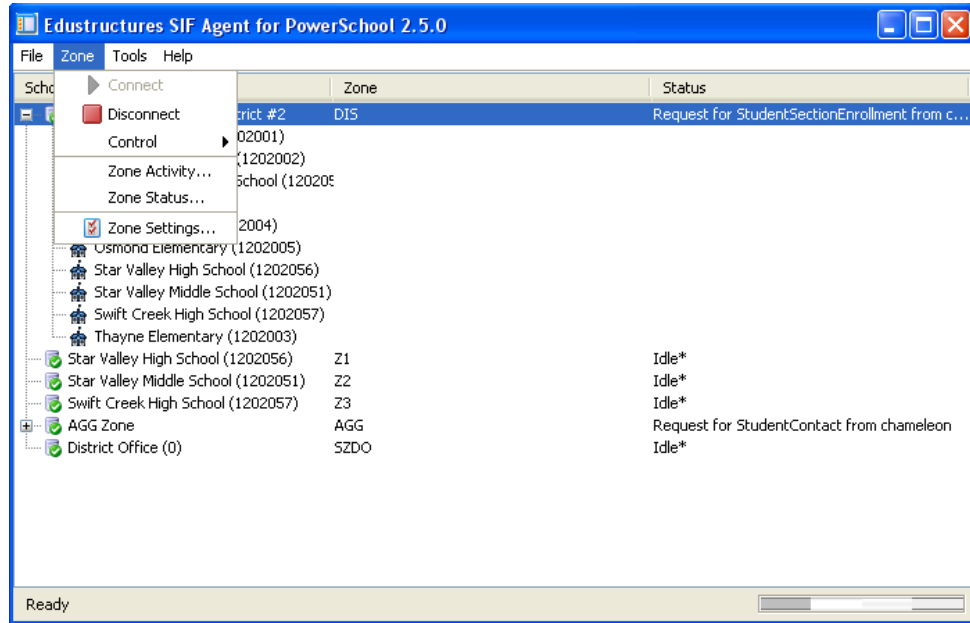 Edustructures SIF Agent for PowerSchool 2.5.0
File Zone Tools Help
Zone Status
Connect
Disconnect
Control
Zone Activity...
Zone Status...
Zone Settings...
#2 DIS Request for StudentSectionEnrollment from c...
02001)
(1202002)
School (120205
2004)
Osmond Elementary (1202005)
Star Valley High School (1202056)
Star Valley Middle School (1202051)
Swift Creek High School (1202057)
Thayne Elementary (1202003)
Star Valley High School (1202056) Z1 Idle*
Star Valley Middle School (1202051) Z2 Idle*
Swift Creek High School (1202057) Z3 Idle*
AGG Zone AGG Request for StudentContact from chameleon
District Office (0) SZDO Idle*
Ready